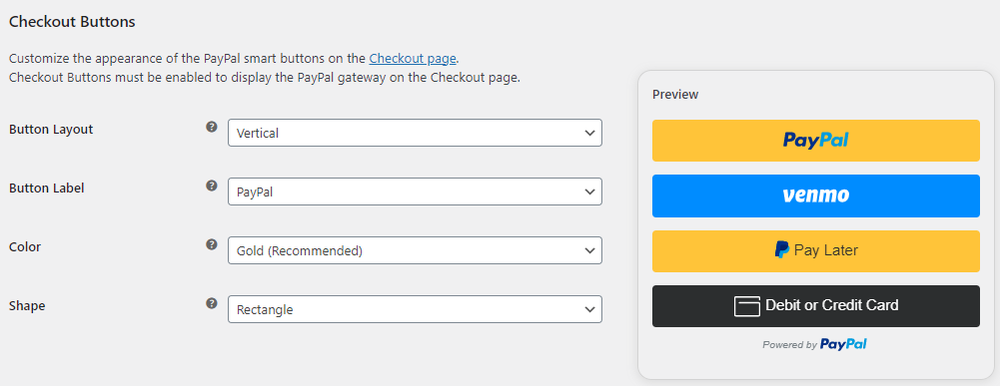 Checkout Buttons
Customize the appearance of the PayPal smart buttons on the Checkout page.
Checkout Buttons must be enabled to display the PayPal gateway on the Checkout page.
Button Layout ? Vertical
Button Label ? PayPal
Color ? Gold (Recommended)
Shape ? Rectangle
Preview
PayPal
venmo
Pay Later
Debit or Credit Card
Powered by PayPal